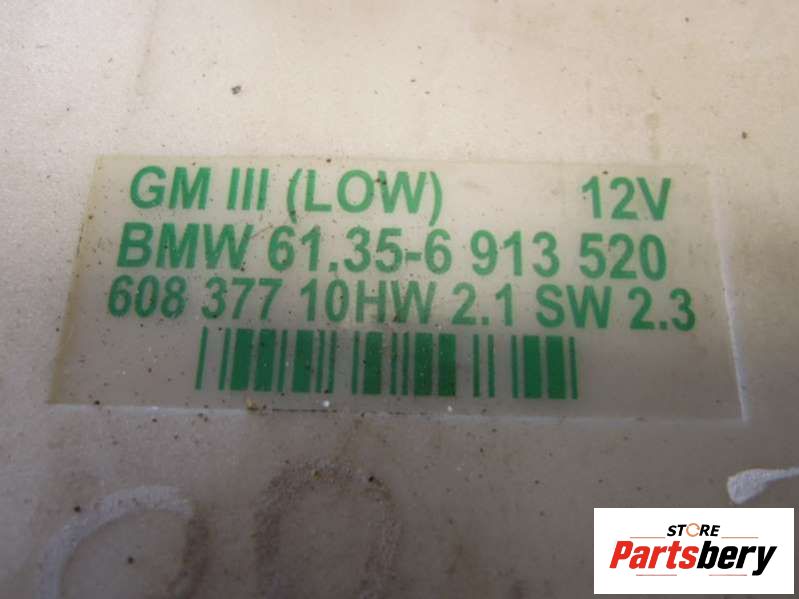 GM III (LOW) 12V
BMW 61.35-6 913 520
608 377 10HW 2.1 SW 2.3
STORE
Partsbery